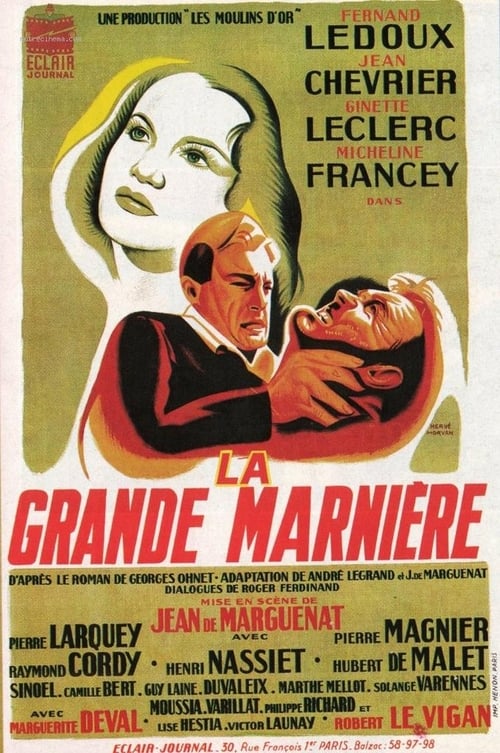 UNE PRODUCTION "LES MOULINS D'OR"
ECLAIR
JOURNAL
FERNAND
LEDOUX
JEAN
CHEVRIER
GINETTE
LECLERC
MICHELINE
FRANCEY
DANS
HERVÉ
MORVAN
LA
GRANDE MARNIÈRE
D'APRÈS LE ROMAN DE GEORGES OHNET - ADAPTATION DE ANDRÉ LEGRAND et J. DE MARGUENAT
DIALOGUES DE ROGER FERDINAND
MISE EN SCÈNE DE
JEAN DE MARGUENAT
AVEC
PIERRE LARQUEY
PIERRE MAGNIER
RAYMOND CORDY • HENRI NASSIET • HUBERT DE MALET
SINOEL. CAMILLE BERT. GUY LAINE. DUVALEIX. MARTHE MELLOT. SOLANGE VARENNES
MOUSSIA. VARILLAT. PHILIPPE RICHARD ET
AVEC MARGUERITE DEVAL • LISE HESTIA. VICTOR LAUNAY • ROBERT LE VIGAN
IMP. MENON. PARIS
ECLAIR-JOURNAL. 30, Rue François 1er PARIS. Balzac: 58-97-98